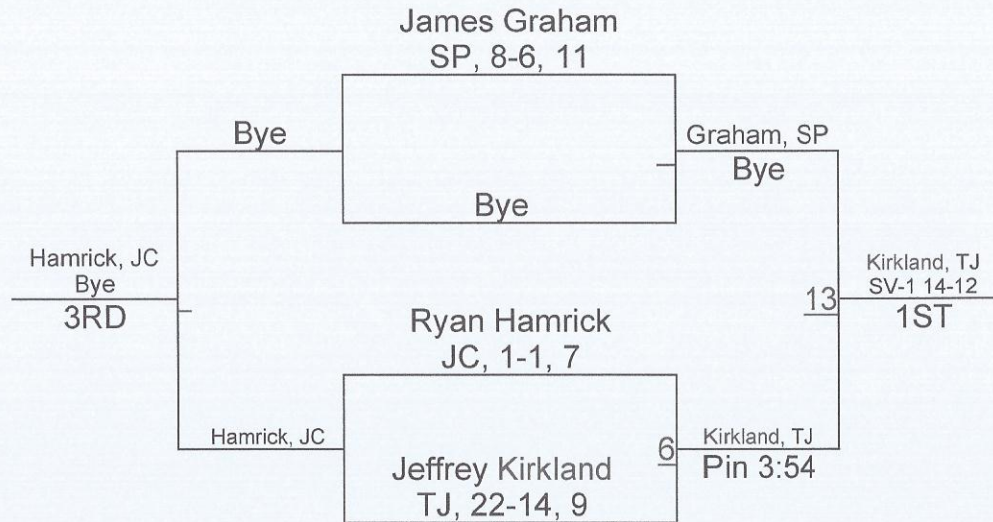 James Graham
SP, 8-6, 11
Bye
Graham, SP
Bye
Bye
Hamrick, JC
Bye
3RD
13
Kirkland, TJ
SV-1 14-12
1ST
Ryan Hamrick
JC, 1-1, 7
Hamrick, JC
6
Kirkland, TJ
Pin 3:54
Jeffrey Kirkland
TJ, 22-14, 9